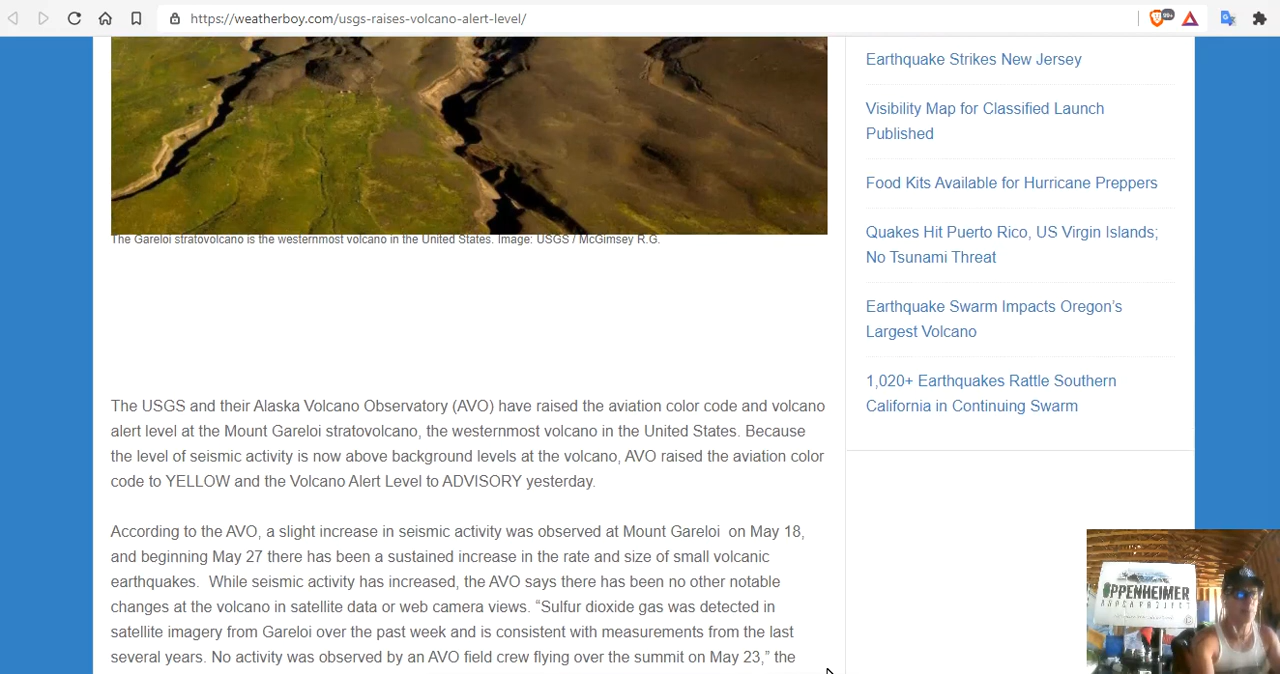 https://weatherboy.com/usgs-raises-volcano-alert-level/
99+
The Gareloi stratovolcano is the westernmost volcano in the United States. Image: USGS / McGimsey R.G.
The USGS and their Alaska Volcano Observatory (AVO) have raised the aviation color code and volcano
alert level at the Mount Gareloi stratovolcano, the westernmost volcano in the United States. Because
the level of seismic activity is now above background levels at the volcano, AVO raised the aviation color
code to YELLOW and the Volcano Alert Level to ADVISORY yesterday.
According to the AVO, a slight increase in seismic activity was observed at Mount Gareloi  on May 18,
and beginning May 27 there has been a sustained increase in the rate and size of small volcanic
earthquakes.  While seismic activity has increased, the AVO says there has been no other notable
changes at the volcano in satellite data or web camera views. “Sulfur dioxide gas was detected in
satellite imagery from Gareloi over the past week and is consistent with measurements from the last
several years. No activity was observed by an AVO field crew flying over the summit on May 23,” the
Earthquake Strikes New Jersey
Visibility Map for Classified Launch
Published
Food Kits Available for Hurricane Preppers
Quakes Hit Puerto Rico, US Virgin Islands;
No Tsunami Threat
Earthquake Swarm Impacts Oregon’s
Largest Volcano
1,020+ Earthquakes Rattle Southern
California in Continuing Swarm
OPPENHEIMER